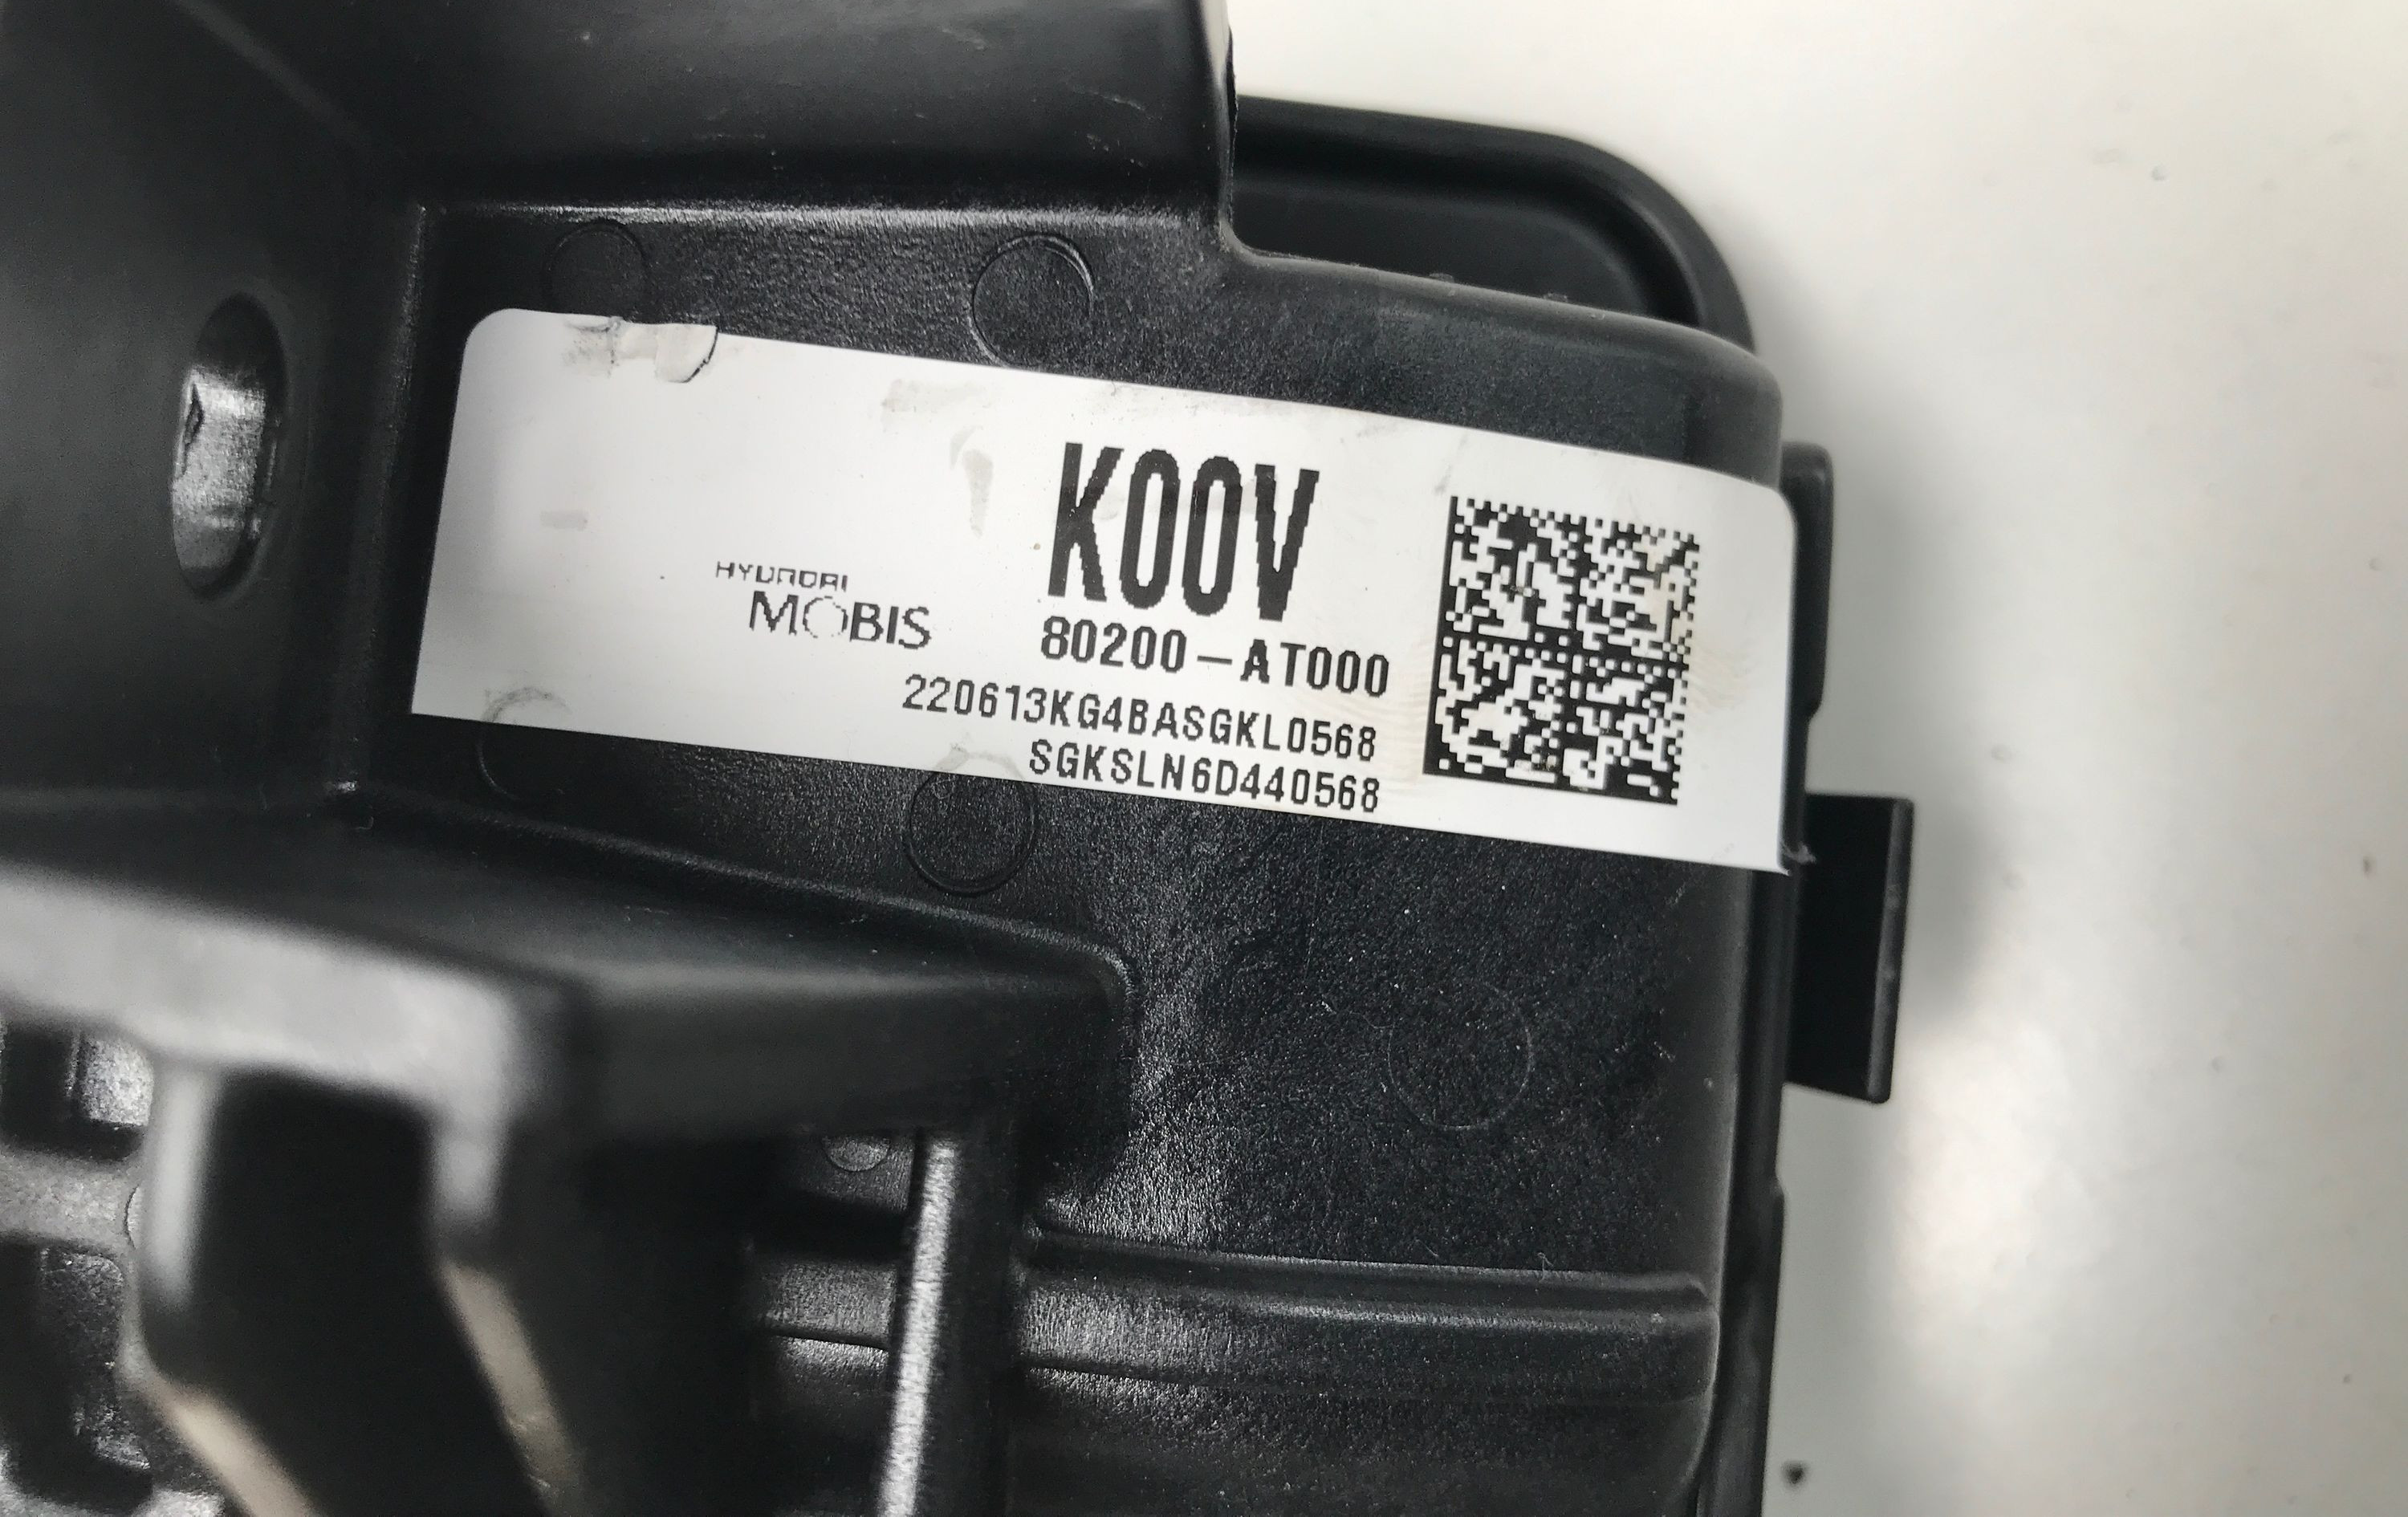 HYUNDAI
MOBIS
K00V
80200-AT000
220613KG4BASGKL0568
SGKSLN6D440568